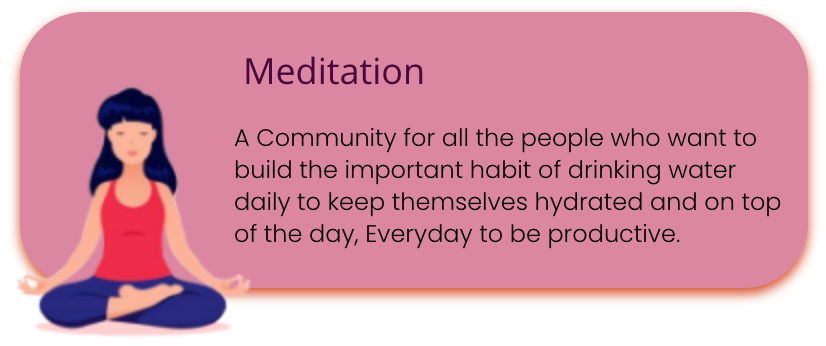 Meditation
A Community for all the people who want to
build the important habit of drinking water
daily to keep themselves hydrated and on top
of the day, Everyday to be productive.